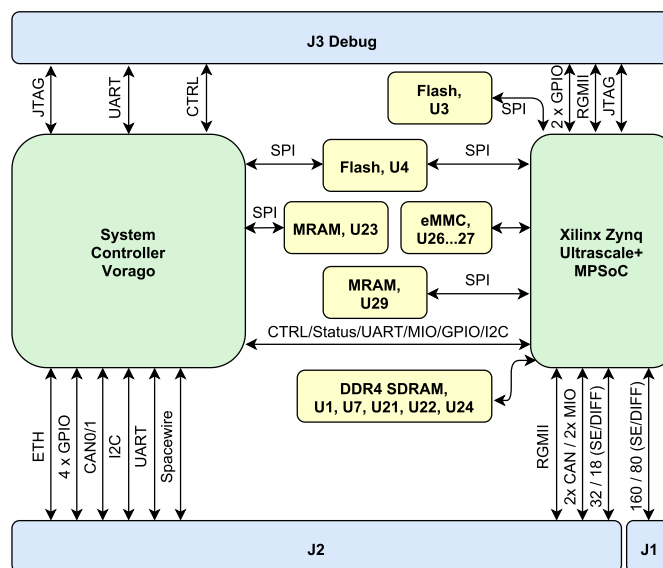 J3 Debug
JTAG
UART
CTRL
2 x GPIO
RGMII
JTAG
Flash,
U3
SPI
SPI
Flash, U4
SPI
System
Controller
Vorago
SPI
MRAM, U23
eMMC,
U26...27
Xilinx Zynq
Ultrascale+
MPSoC
MRAM,
U29
SPI
CTRL/Status/UART/MIO/GPIO/I2C
DDR4 SDRAM,
U1, U7, U21, U22, U24
ETH
4 x GPIO
CAN0/1
I2C
UART
Spacewire
RGMII
2x CAN / 2x MIO
32 / 18 (SE/DIFF)
160 / 80 (SE/DIFF)
J2
J1